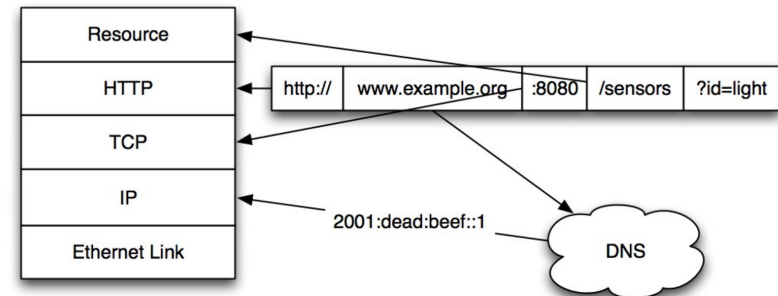 Resource
HTTP
TCP
IP
Ethernet Link
http:// www.example.org :8080 /sensors ?id=light
2001:dead:beef::1
DNS